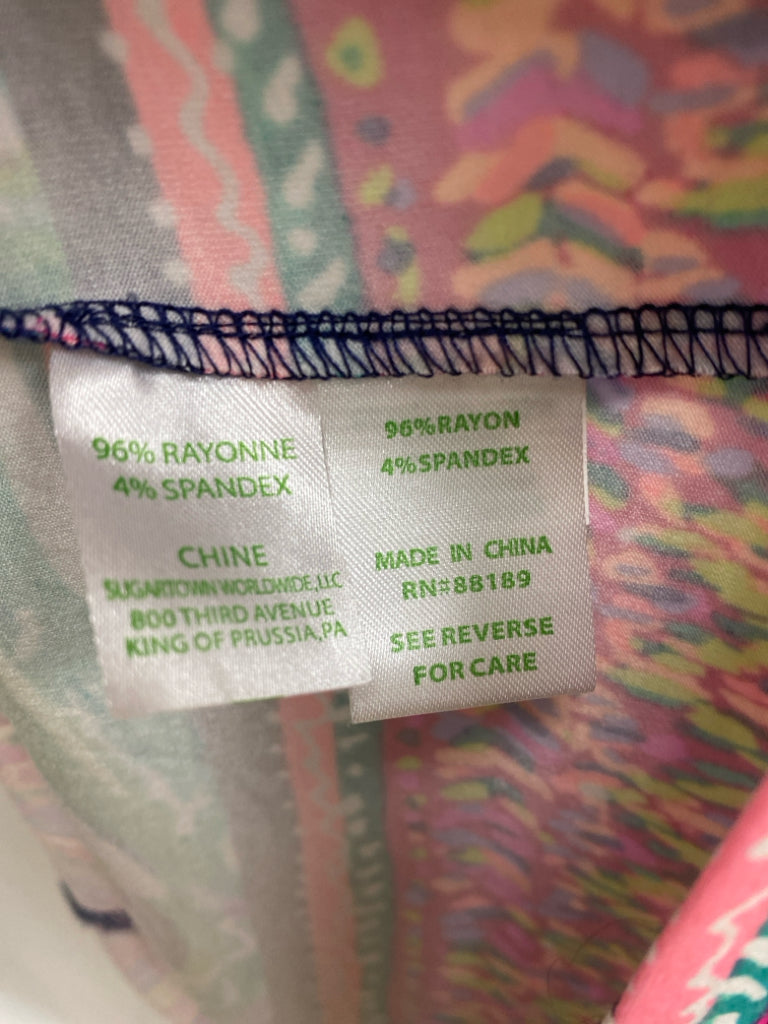 96% RAYONNE
4% SPANDEX
CHINE
SUGARTOWN WORLDWIDE,LLC
800 THIRD AVENUE
KING OF PRUSSIA,PA
96%RAYON
4%SPANDEX
MADE IN CHINA
RN#88189
SEE REVERSE
FOR CARE